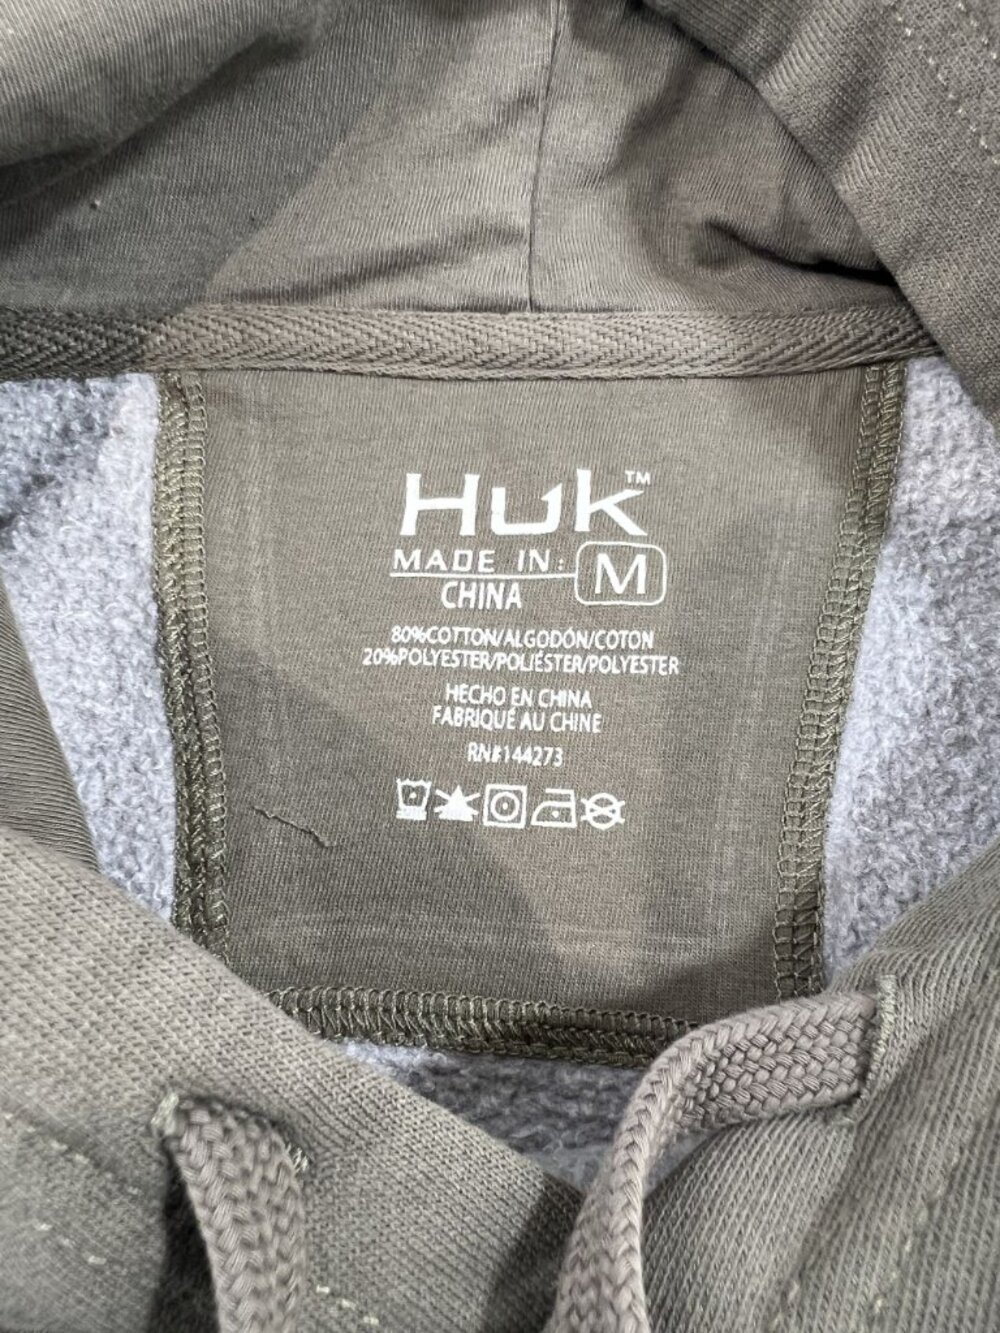 HUK™
MADE IN: M
CHINA
80%COTTON/ALGODÓN/COTON
20%POLYESTER/POLIÉSTER/POLYESTER
HECHO EN CHINA
FABRIQUÉ AU CHINE
RN#144273